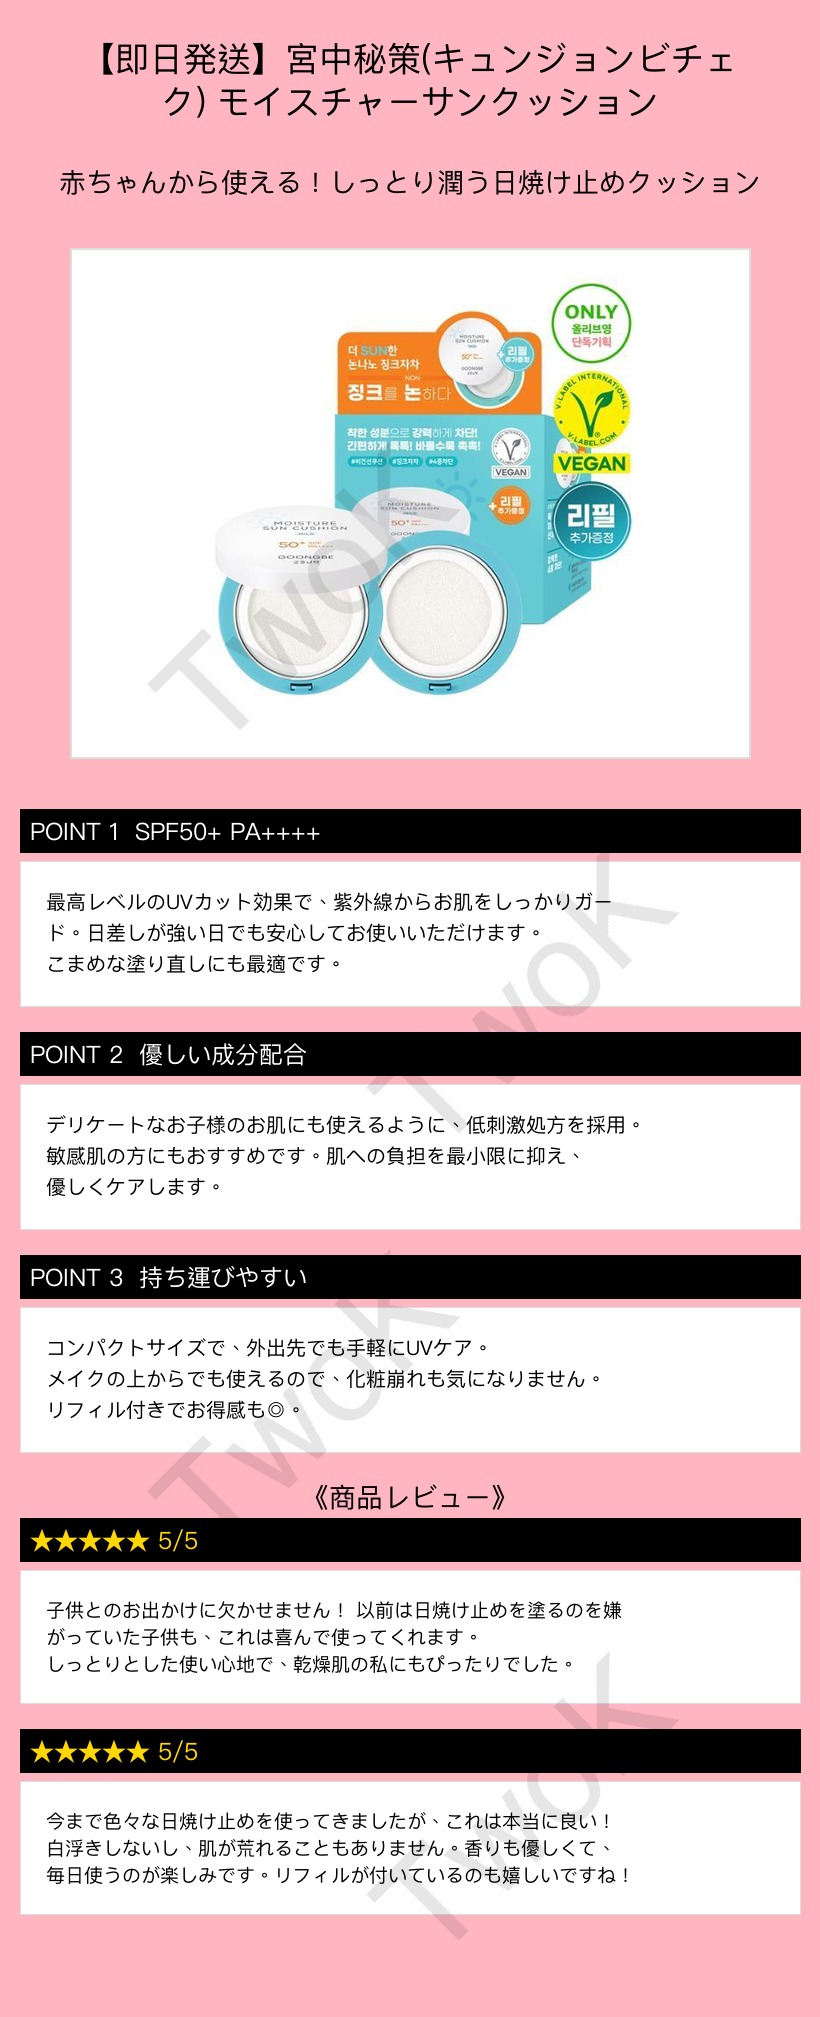 【即日発送】宮中秘策(キュンジョンビチェ
ク) モイスチャーサンクッション
赤ちゃんから使える！しっとり潤う日焼け止めクッション
ONLY
올리브영
단독기획
더 SUN한
논나노 징크자차
NON
징크를 논하다
MOISTURE
SUN CUSHION
50+
GOONGBE
+리필
추가증정
착한 성분으로 강력하게 차단!
간편하게 톡톡! 바를수록 촉촉!
#비건선쿠션 #징크자차 #4중차단
VEGAN
+리필
추가증정
V-LABEL INTERNATIONAL
V-LABEL.COM
VEGAN
리필
추가증정
MOISTURE
SUN CUSHION
50+
MOISTURE
SUN CUSHION
MILD
50+ SPF
PA++++
GOONGBE
궁중비책
TwoK
POINT 1 SPF50+ PA++++
最高レベルのUVカット効果で、紫外線からお肌をしっかりガー
ド。日差しが強い日でも安心してお使いいただけます。
こまめな塗り直しにも最適です。
TwoK
POINT 2 優しい成分配合
デリケートなお子様のお肌にも使えるように、低刺激処方を採用。
敏感肌の方にもおすすめです。肌への負担を最小限に抑え、
優しくケアします。
POINT 3 持ち運びやすい
コンパクトサイズで、外出先でも手軽にUVケア。
メイクの上からでも使えるので、化粧崩れも気になりません。
リフィル付きでお得感も◎。
TwoK
《商品レビュー》
★★★★★ 5/5
子供とのお出かけに欠かせません！ 以前は日焼け止めを塗るのを嫌
がっていた子供も、これは喜んで使ってくれます。
しっとりとした使い心地で、乾燥肌の私にもぴったりでした。
★★★★★ 5/5
今まで色々な日焼け止めを使ってきましたが、これは本当に良い！
白浮きしないし、肌が荒れることもありません。香りも優しくて、
毎日使うのが楽しみです。リフィルが付いているのも嬉しいですね！
TwoK